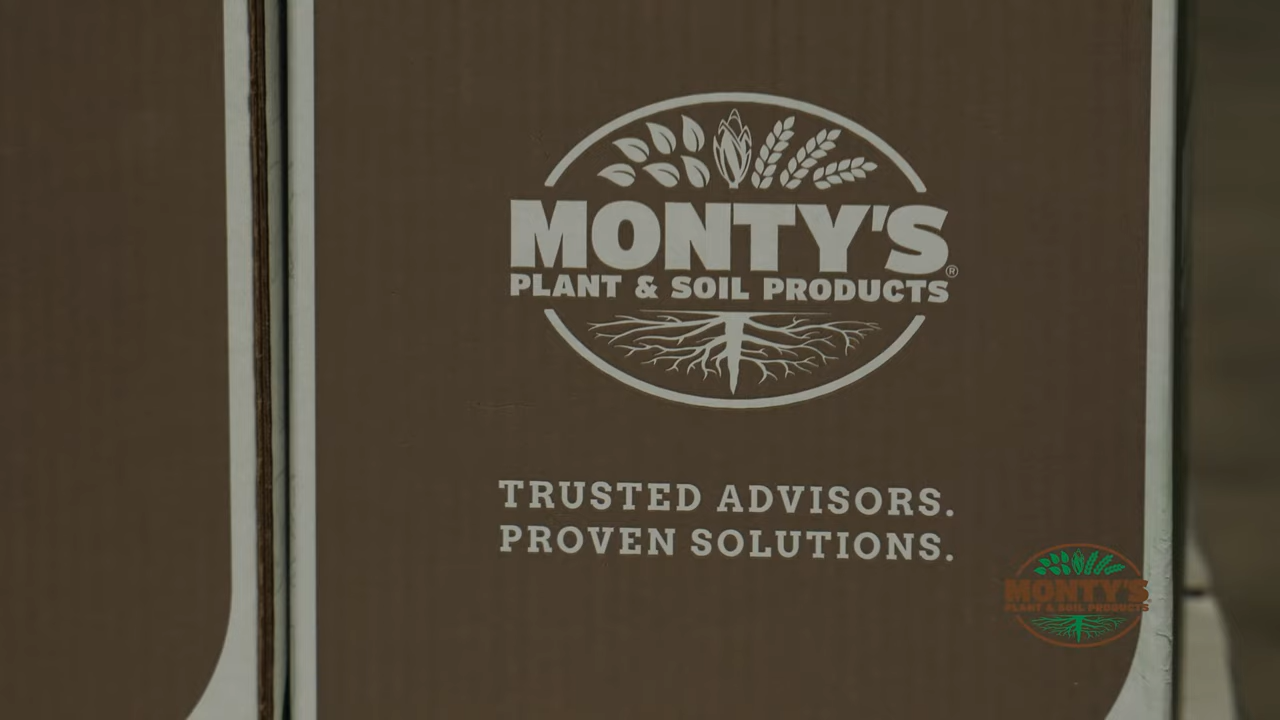 MONTY'S®
PLANT & SOIL PRODUCTS
TRUSTED ADVISORS.
PROVEN SOLUTIONS.
MONTY'S
PLANT & SOIL PRODUCTS